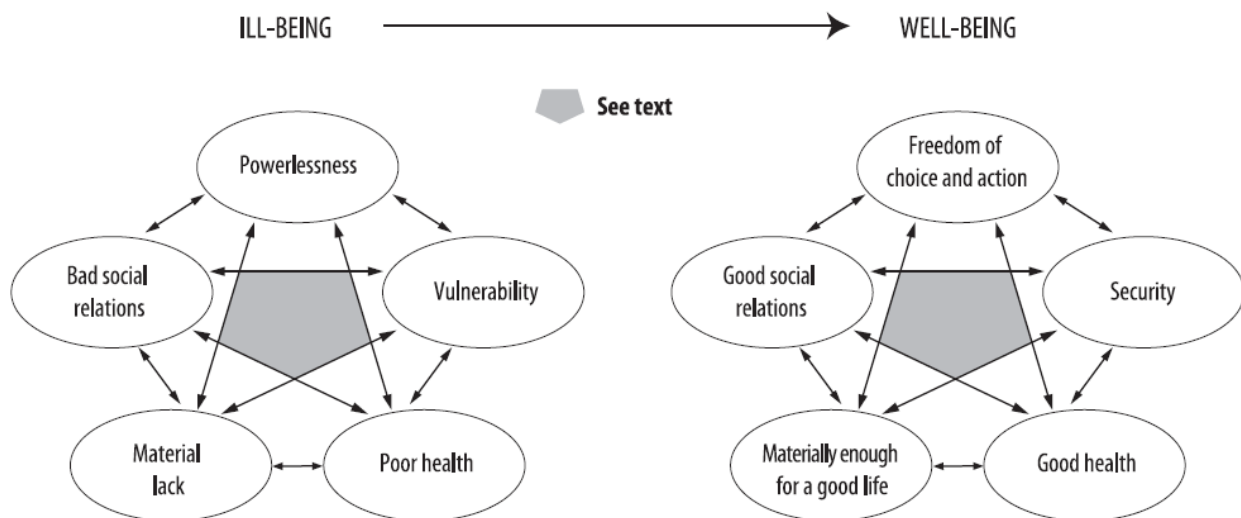 ILL-BEING
WELL-BEING
See text
Powerlessness
Bad social
relations
Vulnerability
Material
lack
Poor health
Freedom of
choice and action
Good social
relations
Security
Materially enough
for a good life
Good health